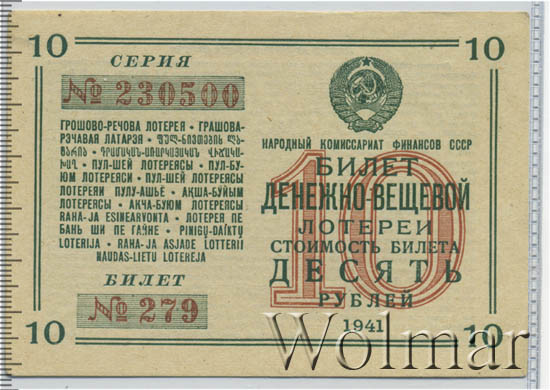 10
10
СЕРИЯ
№ 230500
ГРОШОВО-РЕЧОВА ЛОТЕРЕЯ • ГРАШОВА-
РЭЧАВАЯ ЛАТАРЭЯ •
ПУЛ-ШЕЙ ЛОТЕРЕЯСЫ • ПУЛ-БУ-
ЮМ ЛОТЕРЕЯСИ • ПУЛ-ШЕЙ ЛОТЕРЕЯСЫ
ЛОТЕРЕЯИ ПУЛУ-АШЬЁ • АҚША-БУЙЫМ
ЛОТЕРЕЯСЫ • АКЧА-БУЮМ ЛОТЕРЕЯСЫ
RAHA-JA ESINEARVONTA • ЛОТЕРЕЯ ПЕ
БАНЬ ШИ ПЕ ГАЙНЕ • PINIGŲ-DAIKTŲ
LOTERIJA • RAHA-JA ASJADE LOTERII
NAUDAS-LIETU LOTEREJA
БИЛЕТ
№ 279
НАРОДНЫЙ КОМИССАРИАТ ФИНАНСОВ СССР
БИЛЕТ
ДЕНЕЖНО-ВЕЩЕВОЙ
ЛОТЕРЕИ
СТОИМОСТЬ БИЛЕТА
10
ДЕСЯТЬ
РУБЛЕЙ
1941
10
10
Wolmar